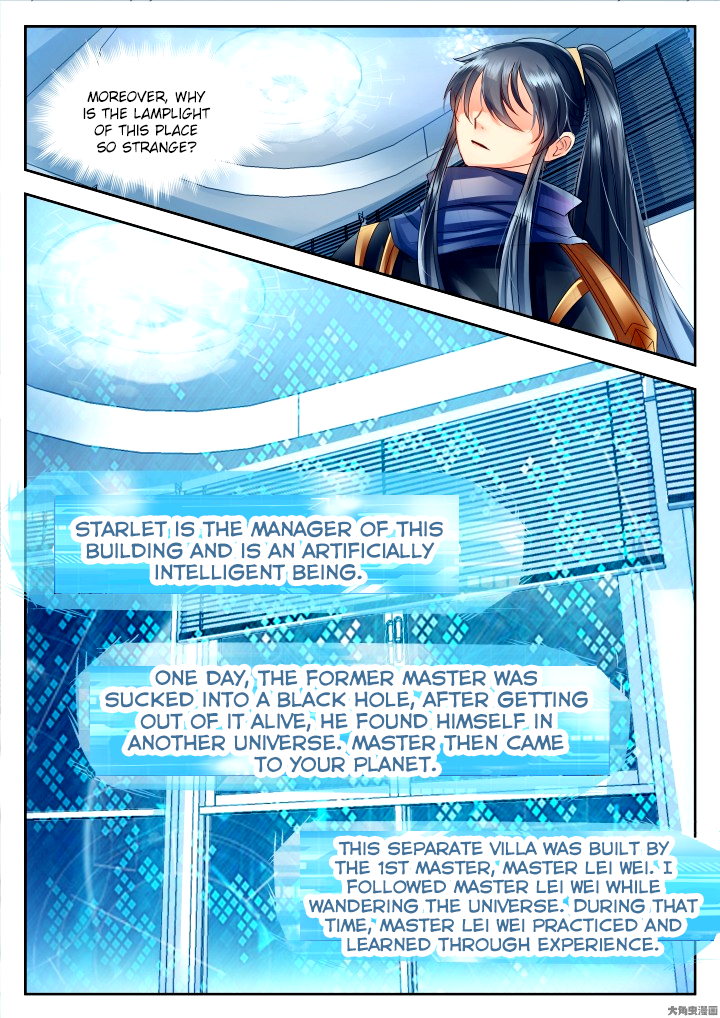 MOREOVER, WHY
IS THE LAMPLIGHT
OF THIS PLACE
SO STRANGE?
STARLET IS THE MANAGER OF THIS
BUILDING AND IS AN ARTIFICIALLY
INTELLIGENT BEING.
ONE DAY, THE FORMER MASTER WAS
SUCKED INTO A BLACK HOLE, AFTER GETTING
OUT OF IT ALIVE, HE FOUND HIMSELF IN
ANOTHER UNIVERSE. MASTER THEN CAME
TO YOUR PLANET.
THIS SEPARATE VILLA WAS BUILT BY
THE 1ST MASTER, MASTER LEI WEI. I
FOLLOWED MASTER LEI WEI WHILE
WANDERING THE UNIVERSE. DURING THAT
TIME, MASTER LEI WEI PRACTICED AND
LEARNED THROUGH EXPERIENCE.
大角虫漫画